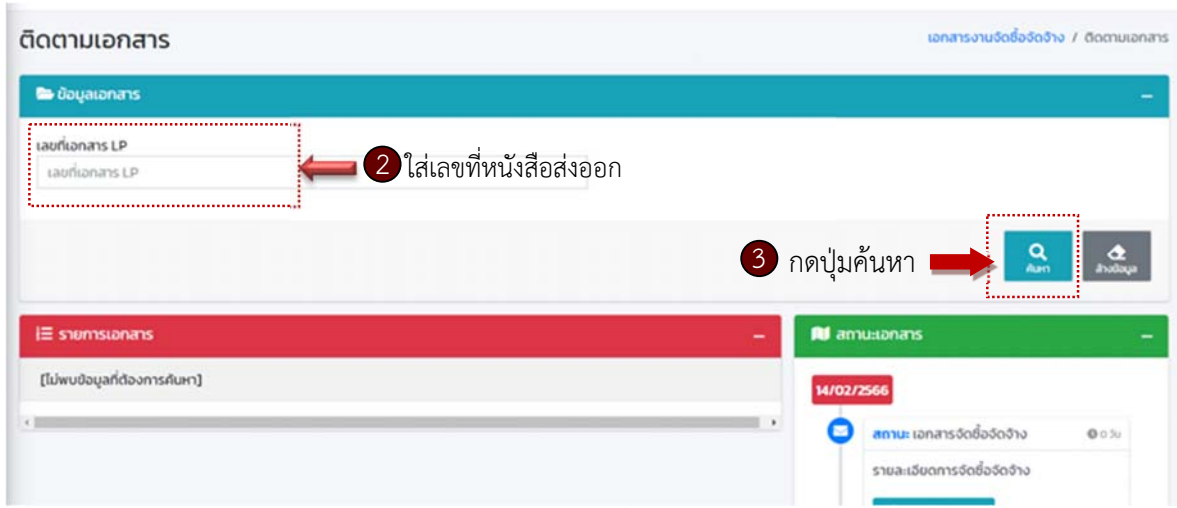 ติดตามเอกสาร
เอกสารงานจัดซื้อจัดจ้าง / ติดตามเอกสาร
ข้อมูลเอกสาร
เลขที่เอกสาร LP
เลขที่เอกสาร LP
2 ใส่เลขที่หนังสือส่งออก
3 กดปุ่มค้นหา
ค้นหา
ล้างข้อมูล
รายการเอกสาร
[ไม่พบข้อมูลที่ต้องการค้นหา]
สถานะเอกสาร
14/02/2566
สถานะ: เอกสารจัดซื้อจัดจ้าง
0 วัน
รายละเอียดการจัดซื้อจัดจ้าง